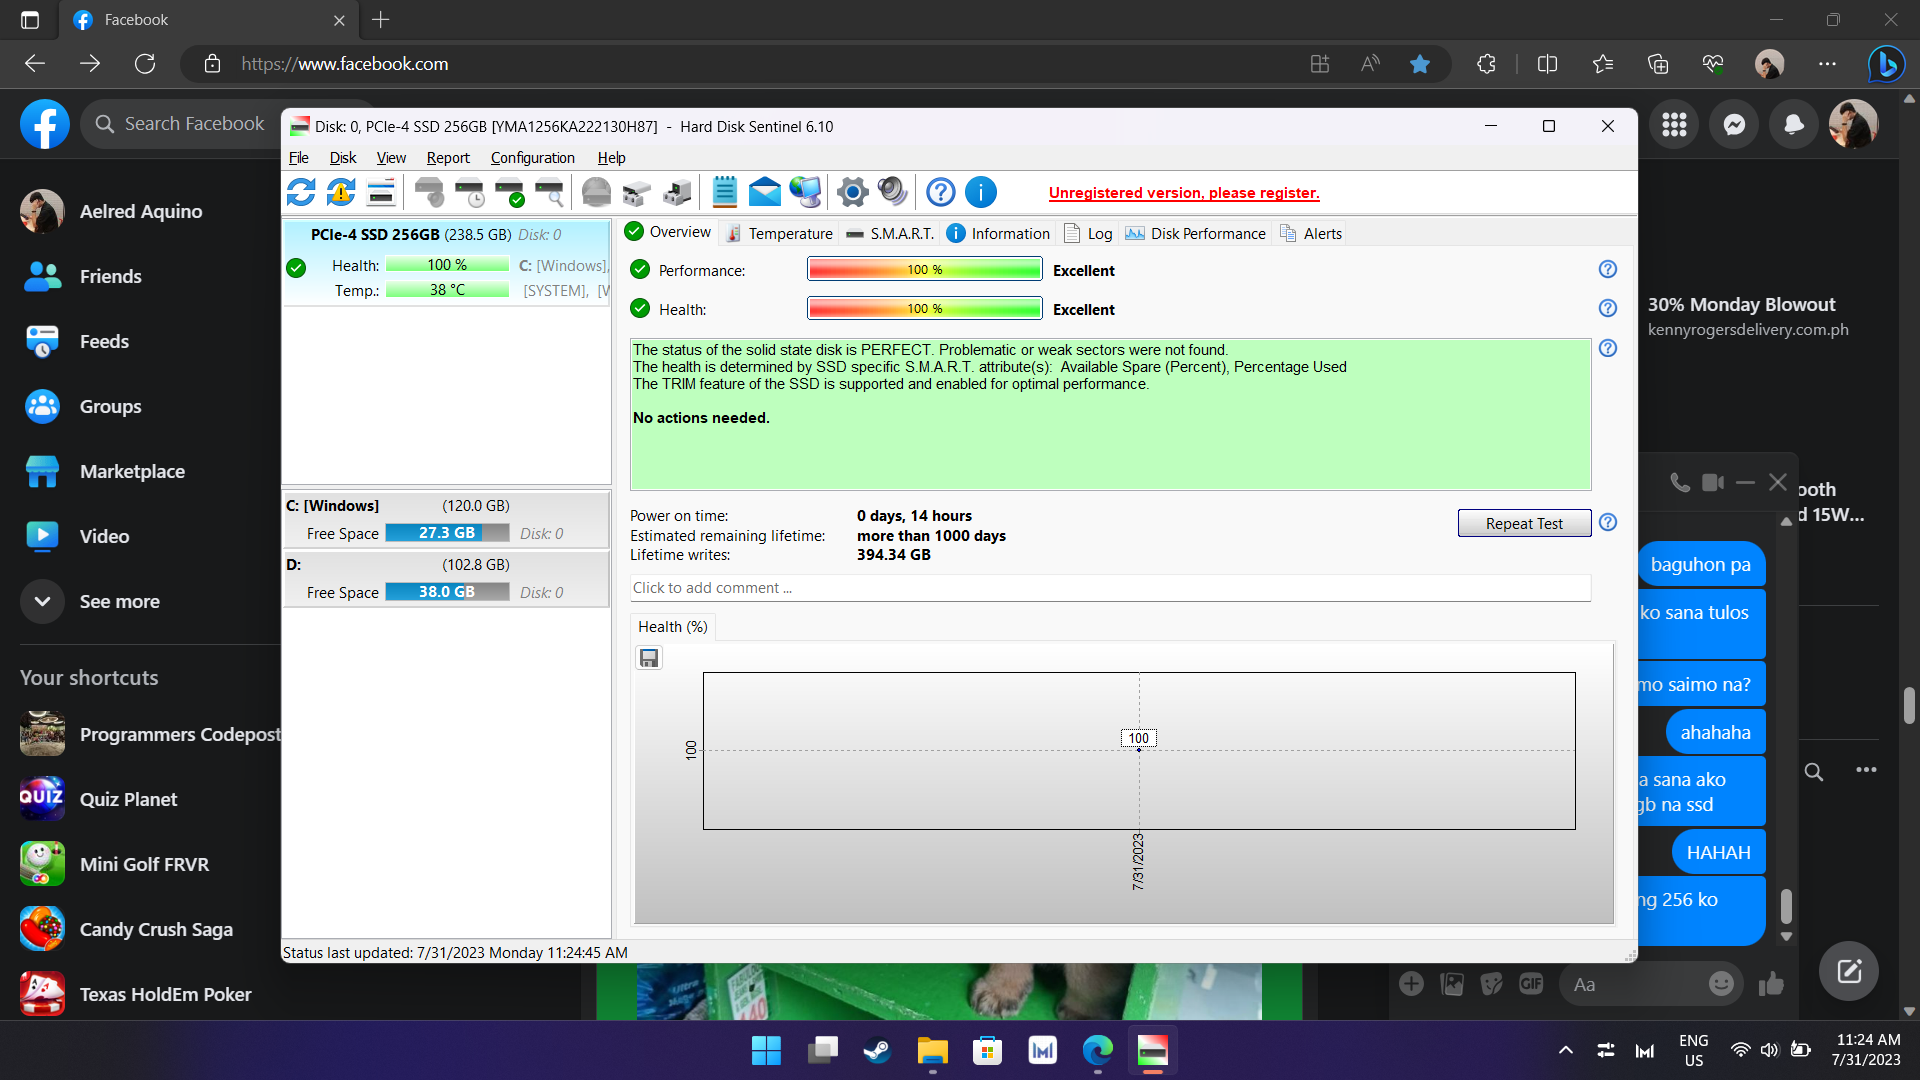 Facebook
https://www.facebook.com
Search Facebook
Aelred Aquino
Friends
Feeds
Groups
Marketplace
Video
See more
Your shortcuts
Programmers Codepost
QUIZ
Quiz Planet
Mini Golf FRVR
Candy Crush Saga
Texas HoldEm Poker
Disk: 0, PCIe-4 SSD 256GB [YMA1256KA222130H87] - Hard Disk Sentinel 6.10
File Disk View Report Configuration Help
Unregistered version, please register.
PCIe-4 SSD 256GB (238.5 GB) Disk: 0
Health: 100 % C: [Windows],
Temp.: 38 °C [SYSTEM],
C: [Windows] (120.0 GB)
Free Space 27.3 GB Disk: 0
D: (102.8 GB)
Free Space 38.0 GB Disk: 0
Overview Temperature S.M.A.R.T. Information Log Disk Performance Alerts
Performance: 100 % Excellent
Health: 100 % Excellent
The status of the solid state disk is PERFECT. Problematic or weak sectors were not found.
The health is determined by SSD specific S.M.A.R.T. attribute(s): Available Spare (Percent), Percentage Used
The TRIM feature of the SSD is supported and enabled for optimal performance.
No actions needed.
Power on time: 0 days, 14 hours
Estimated remaining lifetime: more than 1000 days
Lifetime writes: 394.34 GB
Repeat Test
Click to add comment ...
Health (%)
100
100
7/31/2023
Status last updated: 7/31/2023 Monday 11:24:45 AM
30% Monday Blowout
kennyrogersdelivery.com.ph
ooth
d 15W...
baguhon pa
ko sana tulos
mo saimo na?
ahahaha
a sana ako
gb na ssd
HAHAH
ng 256 ko
GIF
Aa
ENG
US
11:24 AM
7/31/2023